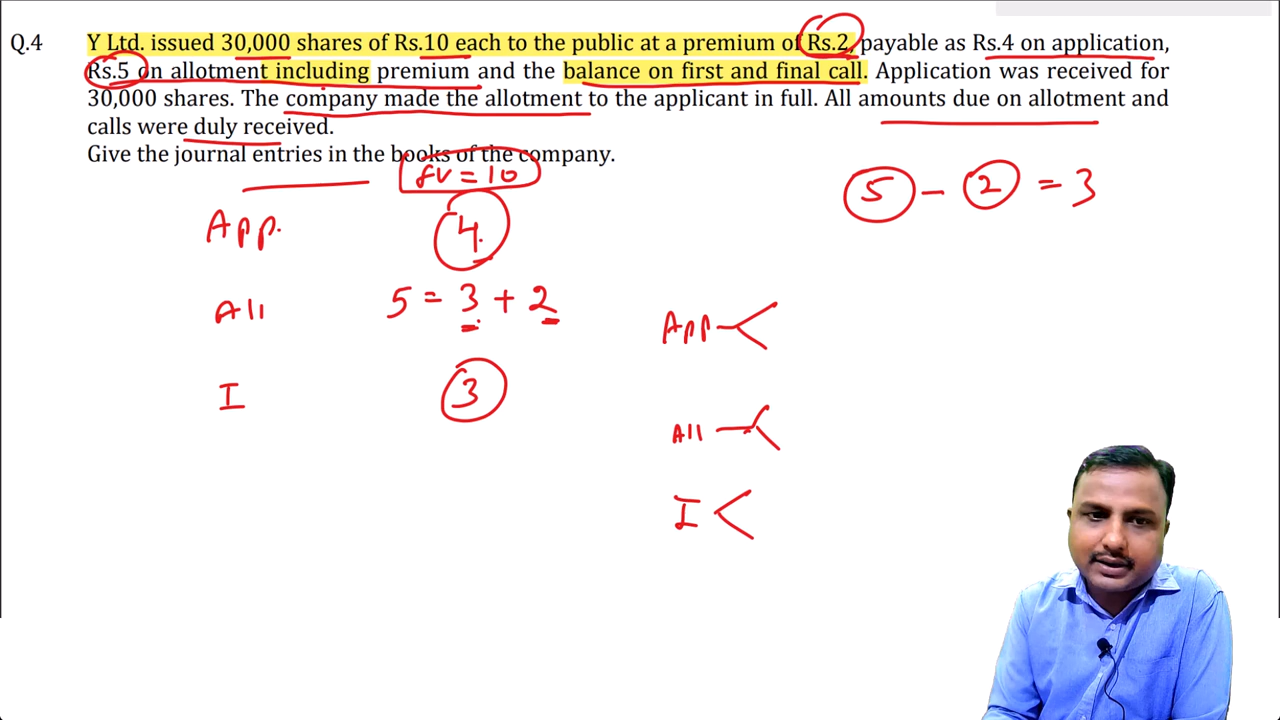 Q.4 Y Ltd. issued 30,000 shares of Rs.10 each to the public at a premium of Rs.2, payable as Rs.4 on application,
Rs.5 on allotment including premium and the balance on first and final call. Application was received for
30,000 shares. The company made the allotment to the applicant in full. All amounts due on allotment and
calls were duly received.
Give the journal entries in the books of the company.
fv = 10
5 - 2 = 3
App. 4
All 5 = 3 + 2
App
I 3
All
I